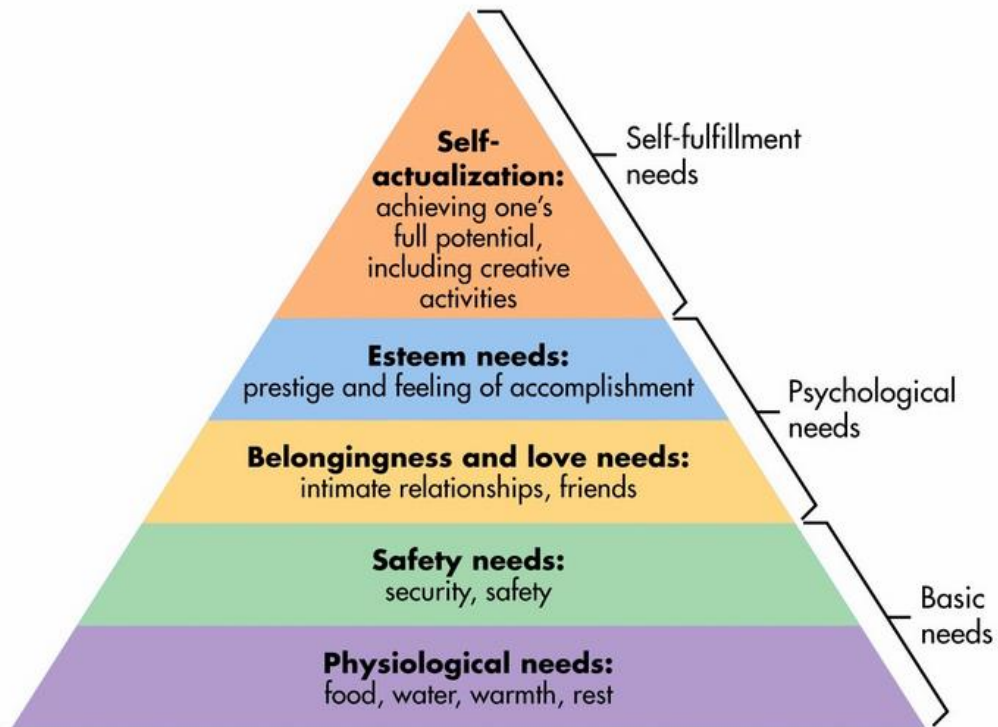 Self-
actualization:
achieving one's
full potential,
including creative
activities
Self-fulfillment
needs
Esteem needs:
prestige and feeling of accomplishment
Psychological
needs
Belongingness and love needs:
intimate relationships, friends
Safety needs:
security, safety
Basic
needs
Physiological needs:
food, water, warmth, rest